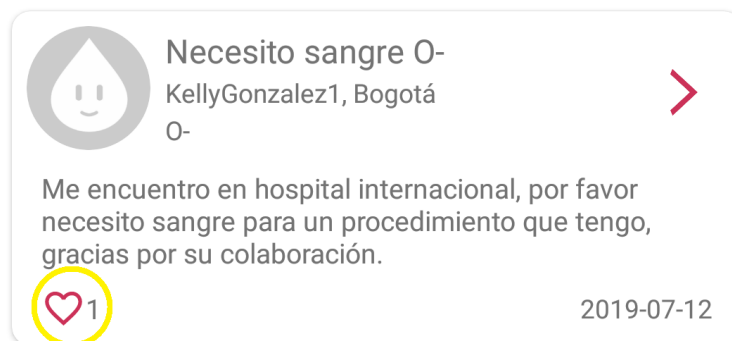 Necesito sangre O-
KellyGonzalez1, Bogotá
O-
Me encuentro en hospital internacional, por favor
necesito sangre para un procedimiento que tengo,
gracias por su colaboración.
1
2019-07-12